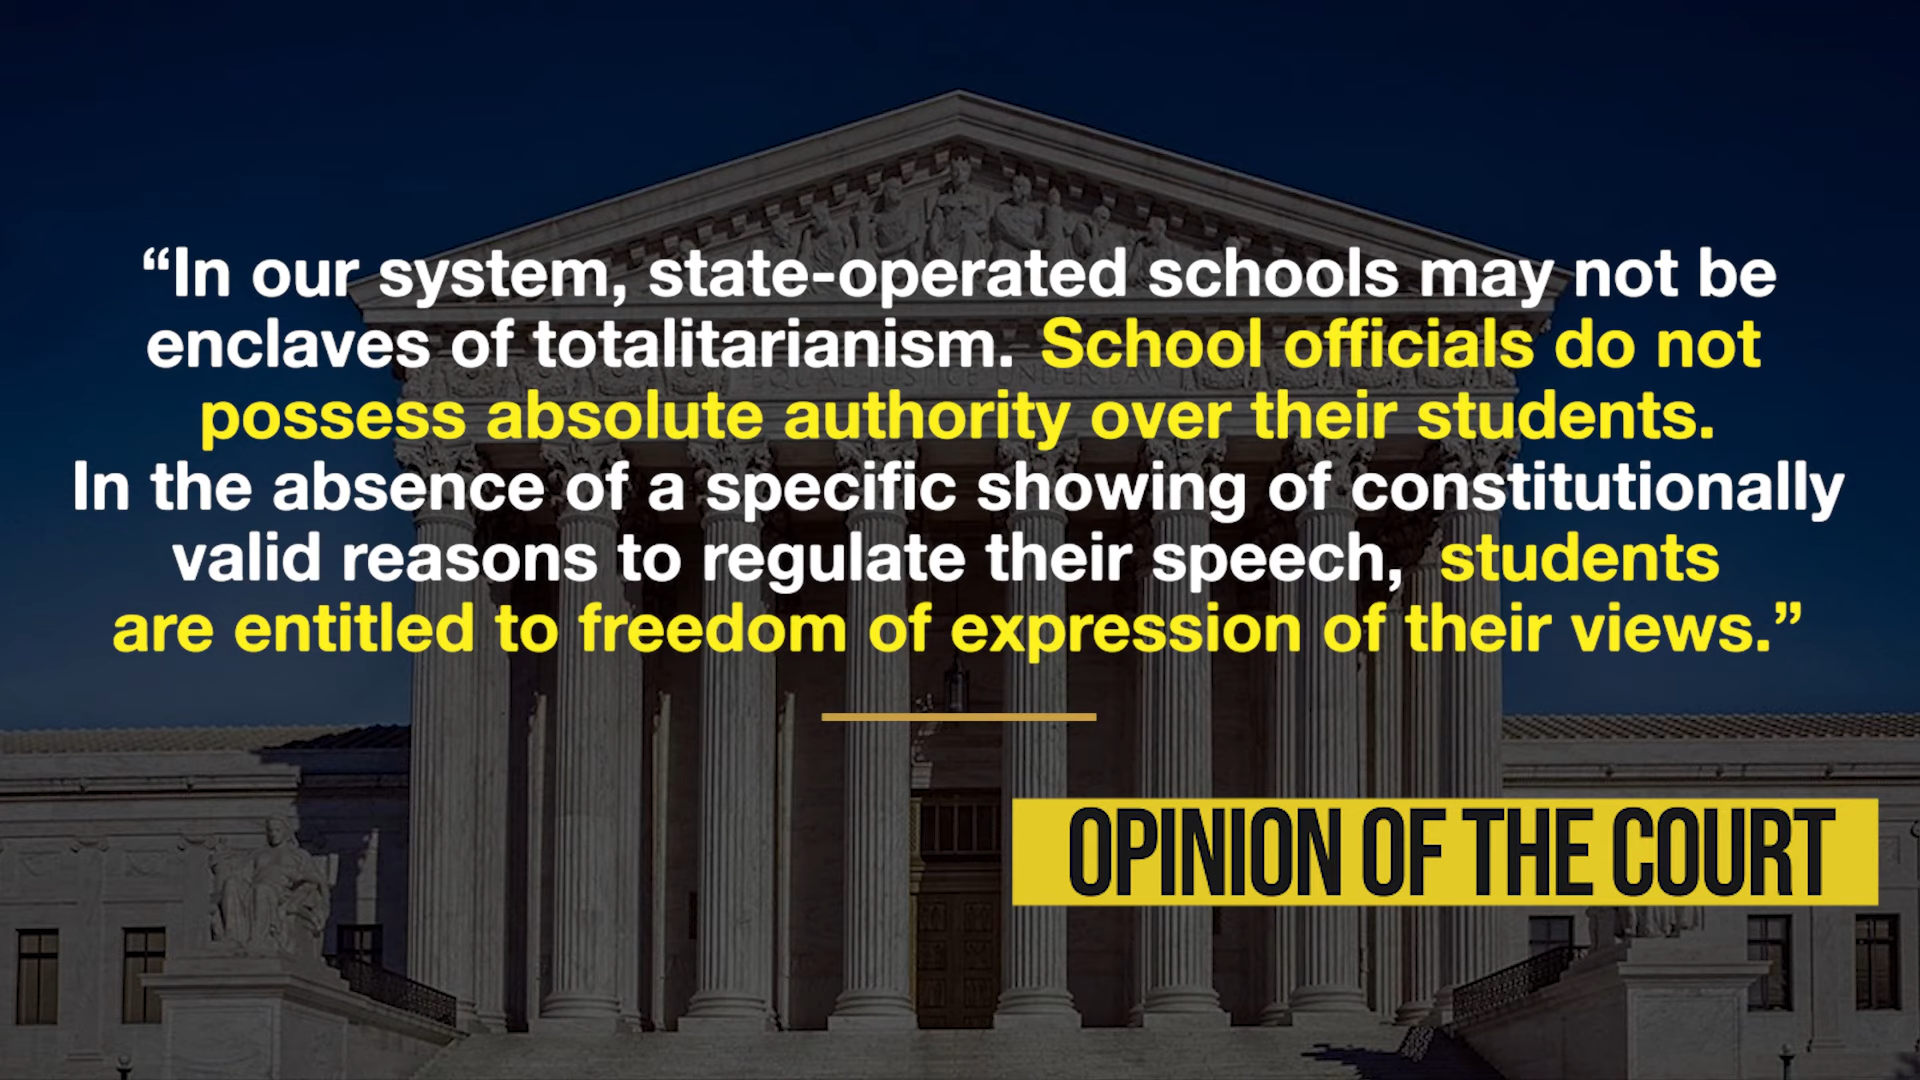 “In our system, state-operated schools may not be
enclaves of totalitarianism. School officials do not
possess absolute authority over their students.
In the absence of a specific showing of constitutionally
valid reasons to regulate their speech, students
are entitled to freedom of expression of their views.”
OPINION OF THE COURT